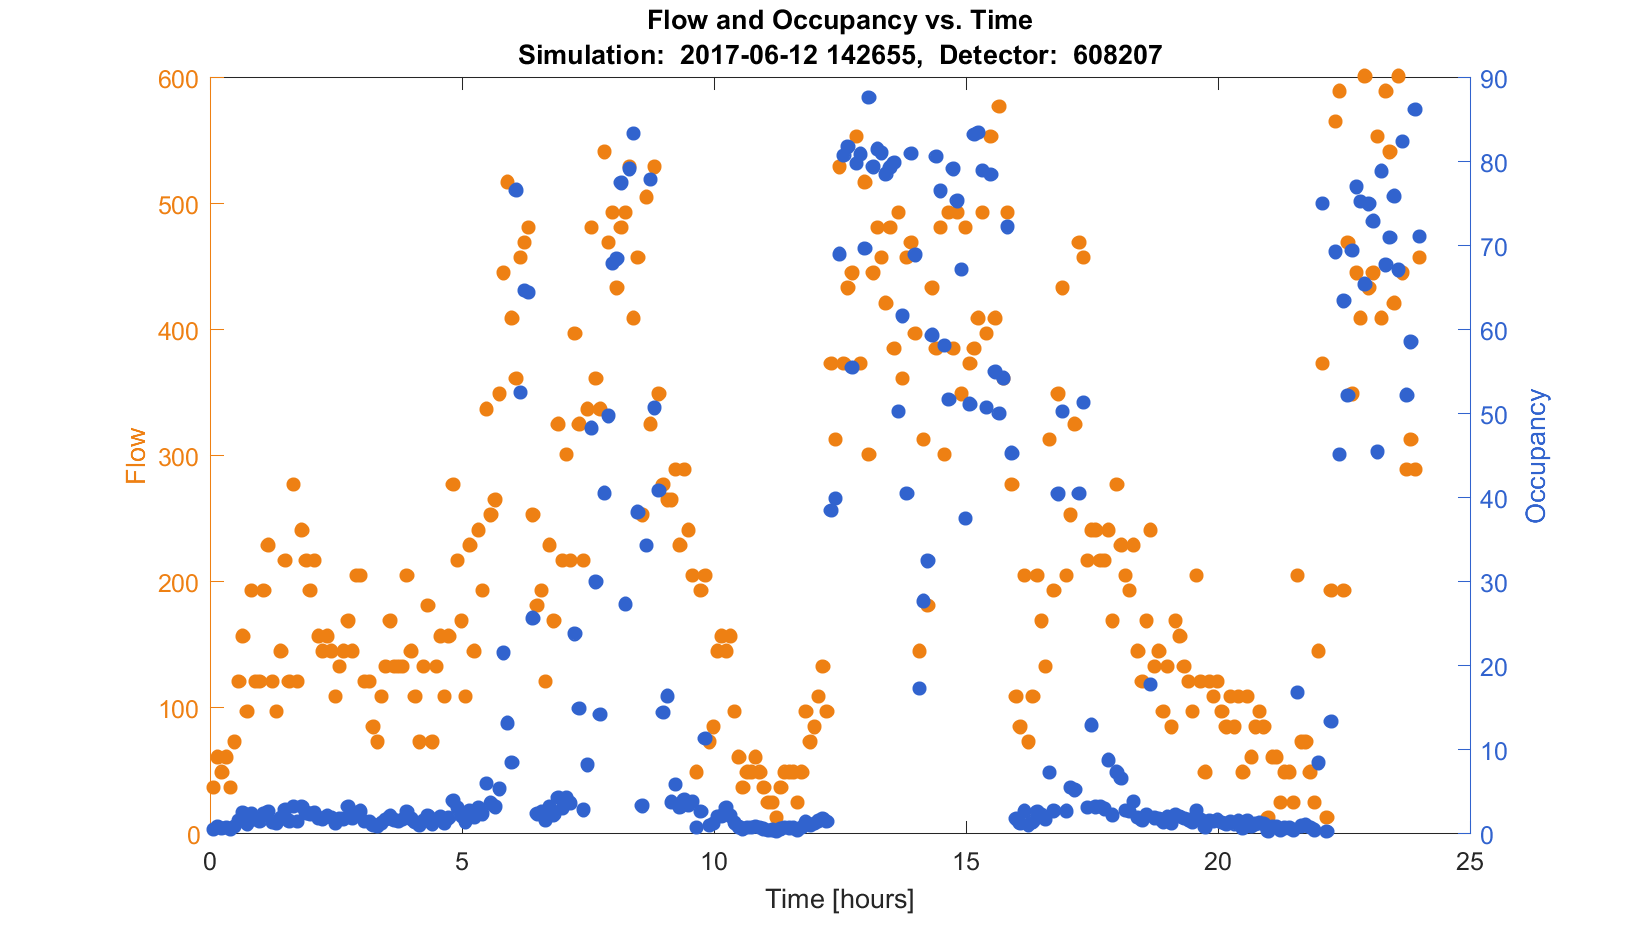 Flow and Occupancy vs. Time
Simulation:  2017-06-12 142655,  Detector:  608207
600
500
400
300
200
100
0
Flow
90
80
70
60
50
40
30
20
10
0
Occupancy
0 5 10 15 20 25
Time [hours]